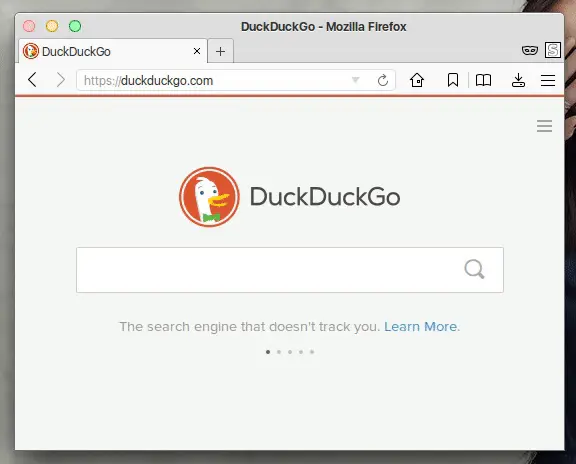 DuckDuckGo - Mozilla Firefox
DuckDuckGo
S
https://duckduckgo.com
DuckDuckGo
The search engine that doesn't track you. Learn More.